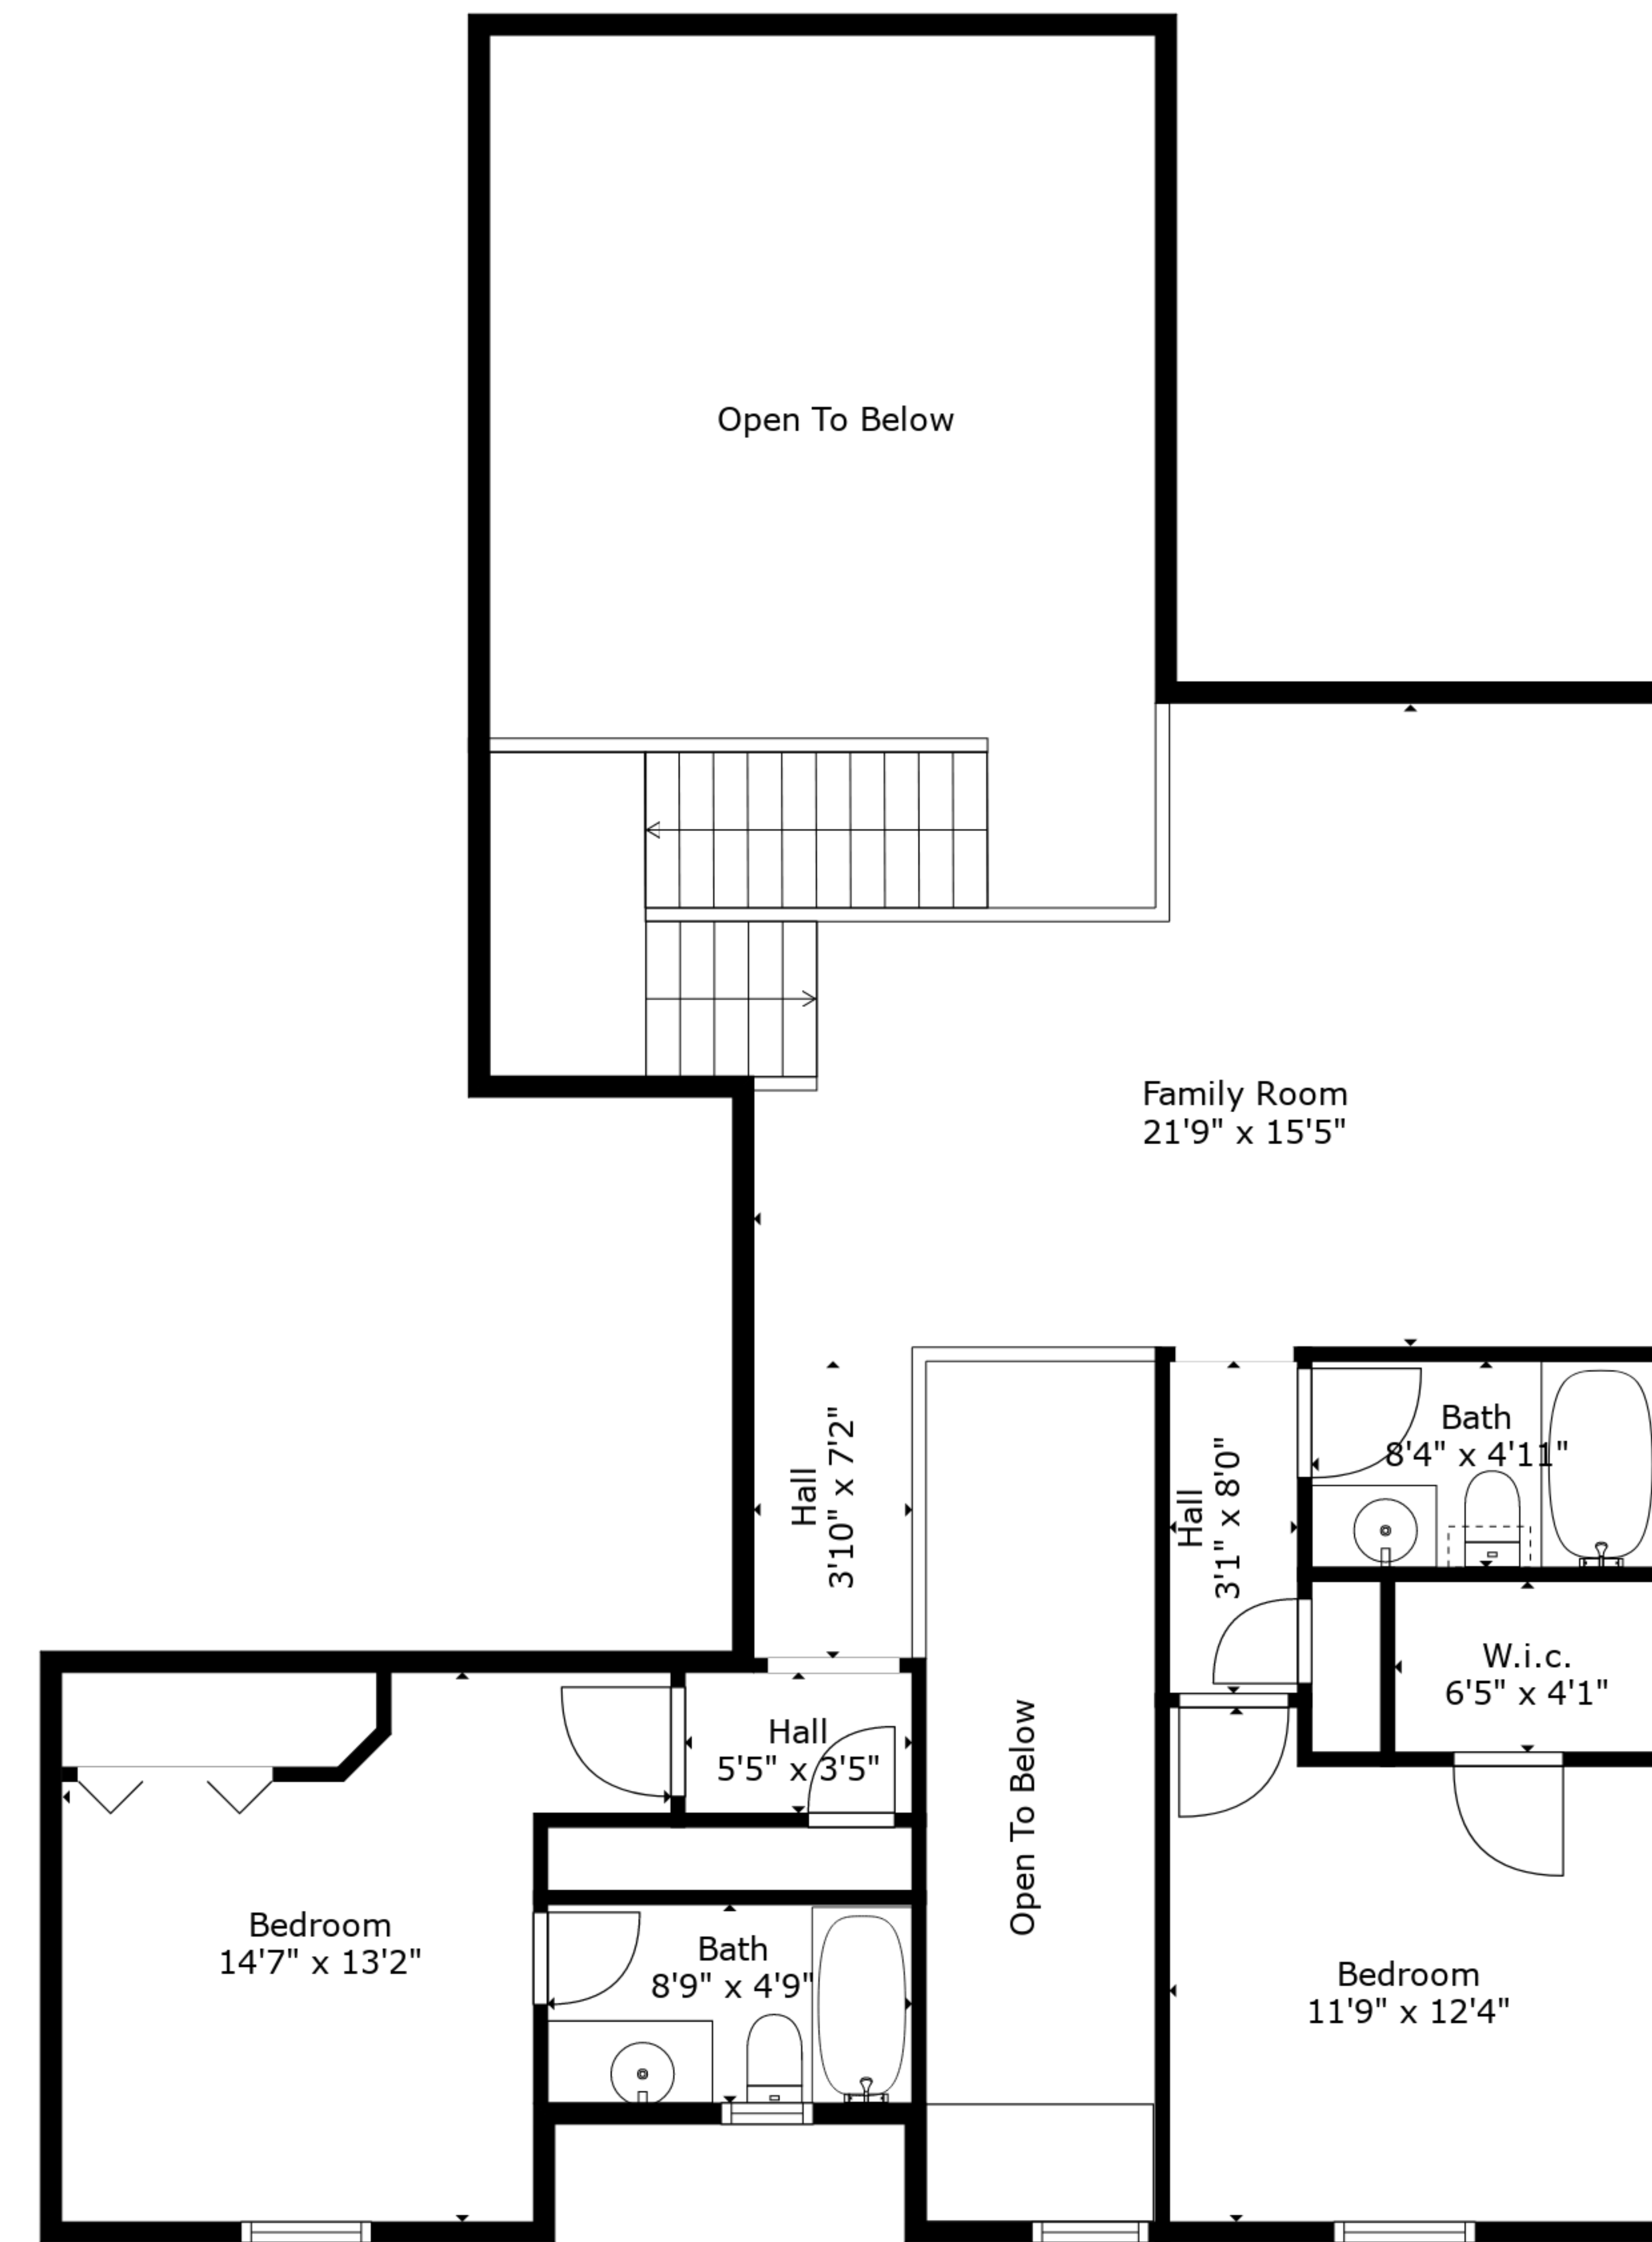 Open To Below
Family Room
21'9" x 15'5"
Hall
3'10" x 7'2"
Hall
3'1" x 8'0"
Bath
8'4" x 4'11"
W.i.c.
6'5" x 4'1"
Hall
5'5" x 3'5"
Open To Below
Bedroom
14'7" x 13'2"
Bath
8'9" x 4'9"
Bedroom
11'9" x 12'4"